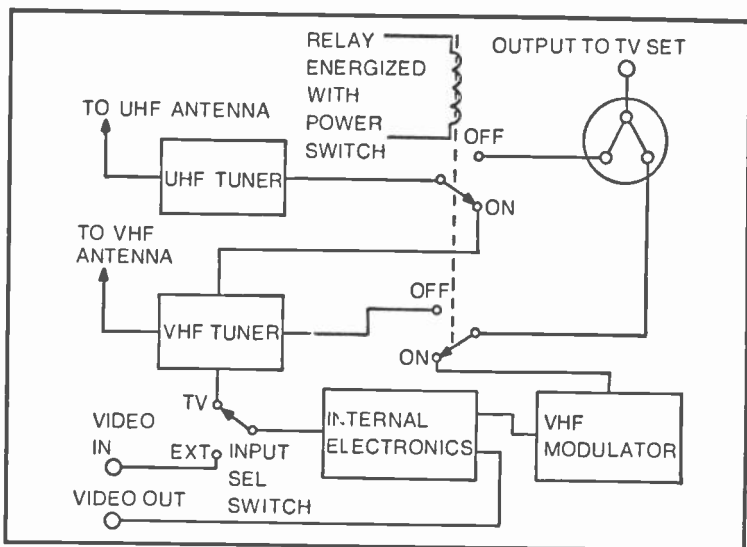 RELAY
ENERGIZED
WITH
POWER
SWITCH
OUTPUT TO TV SET
TO UHF ANTENNA
OFF
UHF TUNER
ON
TO VHF
ANTENNA
OFF
VHF TUNER
ON
TV
VIDEO
IN
EXT
INPUT
SEL
SWITCH
INTERNAL
ELECTRONICS
VHF
MODULATOR
VIDEO OUT